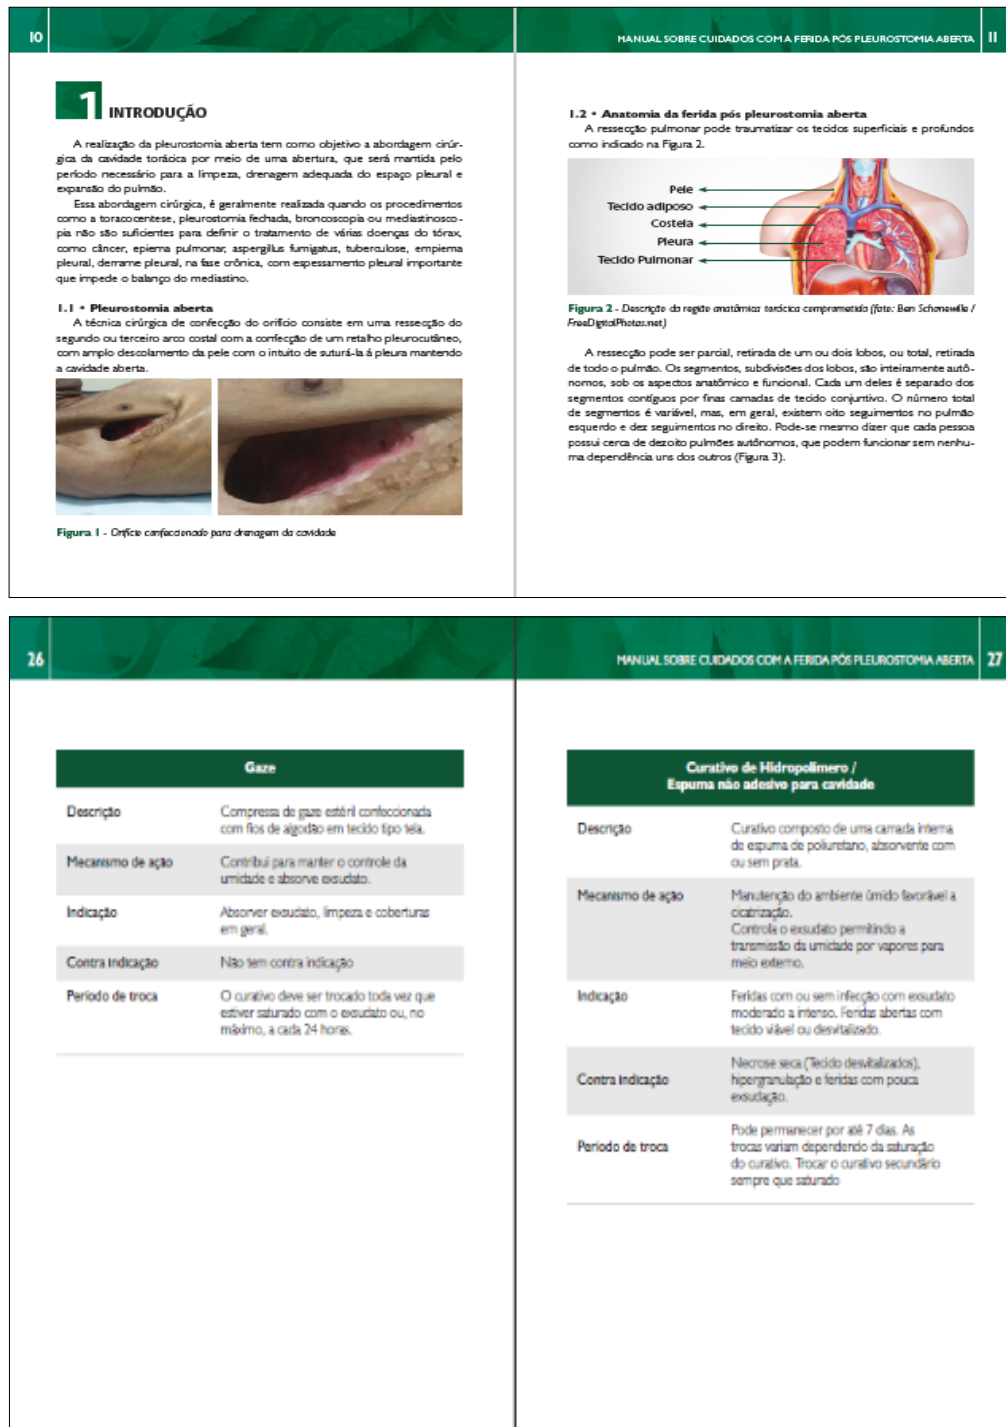 10
1 INTRODUÇÃO
A realização da pleurostomia aberta tem como objetivo a abordagem cirúr-
gica da cavidade torácica por meio de uma abertura, que será mantida pelo
período necessário para a limpeza, drenagem adequada do espaço pleural e
expansão do pulmão.
Essa abordagem cirúrgica, é geralmente realizada quando os procedimentos
como a toracocentese, pleurostomia fechada, broncoscopia ou mediastinosco-
pia não são suficientes para definir o tratamento de várias doenças do tórax,
como câncer, epiema pulmonar, aspergillus fumigatus, tuberculose, empiema
pleural, derrame pleural, na fase crônica, com espessamento pleural importante
que impede o balanço do mediastino.
1.1 • Pleurostomia aberta
A técnica cirúrgica de confecção do orifício consiste em uma ressecção do
segundo ou terceiro arco costal com a confecção de um retalho pleurocutâneo,
com amplo descolamento da pele com o intuito de suturá-la á pleura mantendo
a cavidade aberta.
Figura 1 - Orifício confeccionado para drenagem da cavidade
MANUAL SOBRE CUIDADOS COM A FERIDA PÓS PLEUROSTOMIA ABERTA
11
1.2 • Anatomia da ferida pós pleurostomia aberta
A ressecção pulmonar pode traumatizar os tecidos superficiais e profundos
como indicado na Figura 2.
Pele
Tecido adiposo
Costela
Pleura
Tecido Pulmonar
Figura 2 - Descrição da região anatômica torácica comprometida (foto: Ben Schonewille /
FreeDigitalPhotos.net)
A ressecção pode ser parcial, retirada de um ou dois lobos, ou total, retirada
de todo o pulmão. Os segmentos, subdivisões dos lobos, são inteiramente autô-
nomos, sob os aspectos anatômico e funcional. Cada um deles é separado dos
segmentos contíguos por finas camadas de tecido conjuntivo. O número total
de segmentos é variável, mas, em geral, existem oito seguimentos no pulmão
esquerdo e dez seguimentos no direito. Pode-se mesmo dizer que cada pessoa
possui cerca de dezoito pulmões autônomos, que podem funcionar sem nenhu-
ma dependência uns dos outros (Figura 3).
26
Gaze
Descrição
Compressa de gaze estéril confeccionada
com fios de algodão em tecido tipo tela.
Mecanismo de ação
Contribui para manter o controle da
umidade e absorve exsudato.
Indicação
Absorver exsudato, limpeza e coberturas
em geral.
Contra indicação
Não tem contra indicação
Período de troca
O curativo deve ser trocado toda vez que
estiver saturado com o exsudato ou, no
máximo, a cada 24 horas.
MANUAL SOBRE CUIDADOS COM A FERIDA PÓS PLEUROSTOMIA ABERTA
27
Curativo de Hidropolímero /
Espuma não adesivo para cavidade
Descrição
Curativo composto de uma camada interna
de espuma de poliuretano, absorvente com
ou sem prata.
Mecanismo de ação
Manutenção do ambiente úmido favorável a
cicatrização.
Controla o exsudato permitindo a
transmissão da umidade por vapores para
meio externo.
Indicação
Feridas com ou sem infecção com exsudato
moderado a intenso. Feridas abertas com
tecido viável ou desvitalizado.
Contra indicação
Necrose seca (Tecido desvitalizados),
hipergranulação e feridas com pouca
exsudação.
Período de troca
Pode permanecer por até 7 dias. As
trocas variam dependendo da saturação
do curativo. Trocar o curativo secundário
sempre que saturado